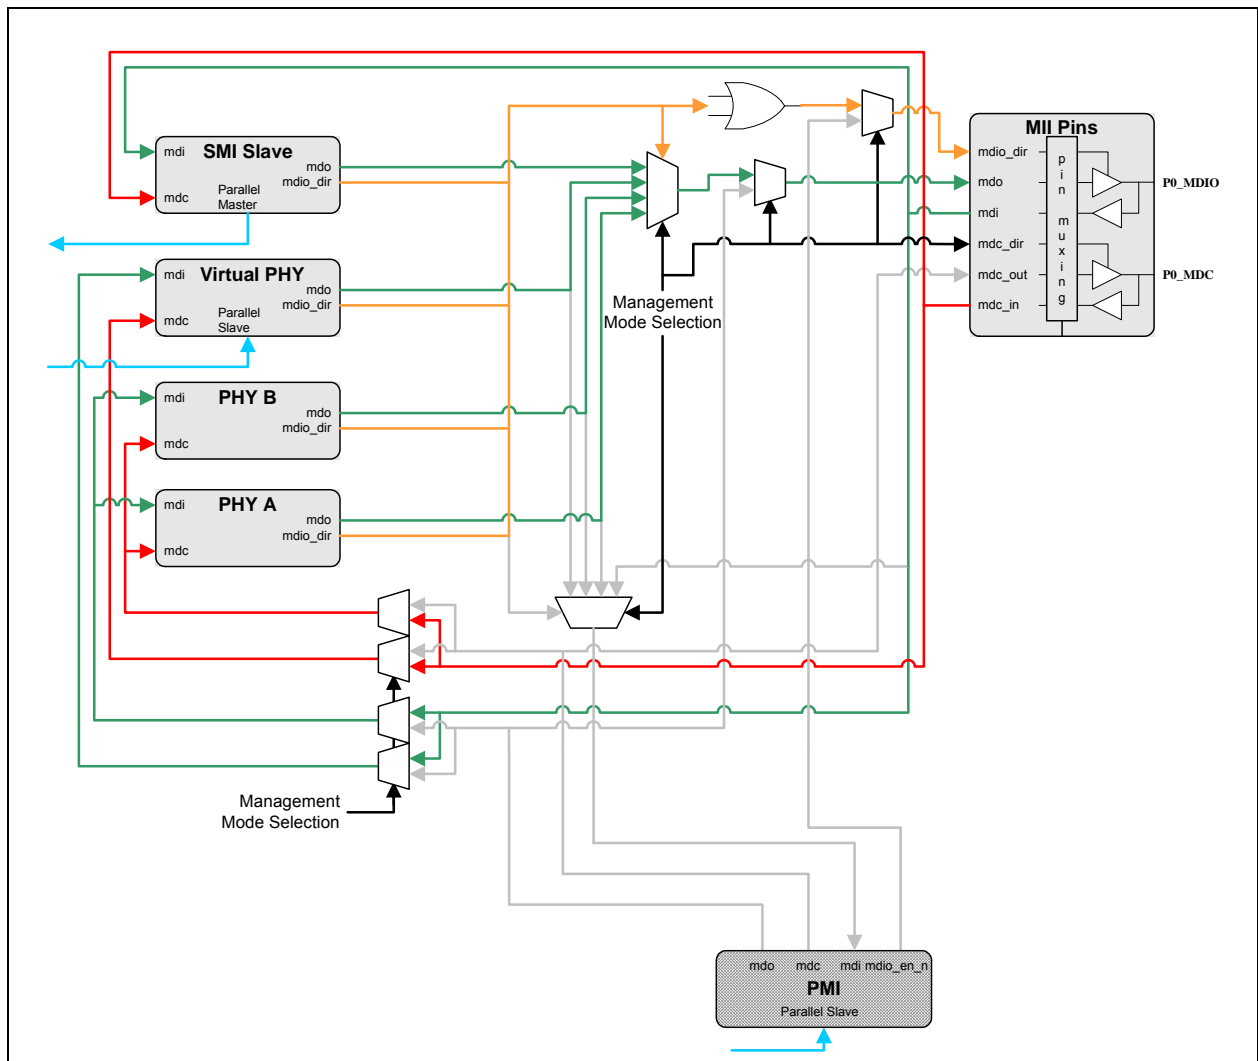 SMI Slave
mdi
mdo
mdio_dir
mdc
Parallel
Master
Virtual PHY
mdi
mdo
mdio_dir
mdc
Parallel
Slave
PHY B
mdi
mdo
mdio_dir
mdc
PHY A
mdi
mdo
mdio_dir
mdc
Management
Mode Selection
MII Pins
mdio_dir
mdo
mdi
mdc_dir
mdc_out
mdc_in
pin muxing
P0_MDIO
P0_MDC
Management
Mode Selection
mdo mdc mdi mdio_en_n
PMI
Parallel Slave